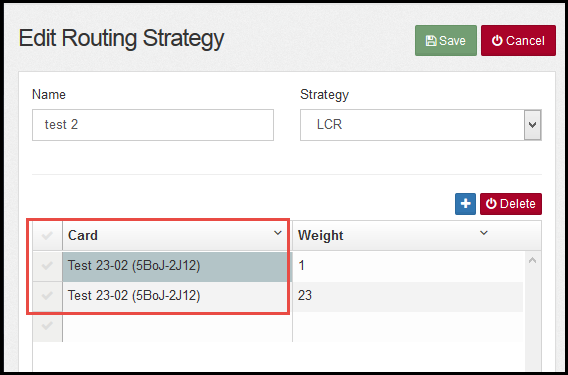 Edit Routing Strategy
Save Cancel
Name Strategy
test 2 LCR
Delete
Card Weight
Test 23-02 (5BoJ-2J12) 1
Test 23-02 (5BoJ-2J12) 23